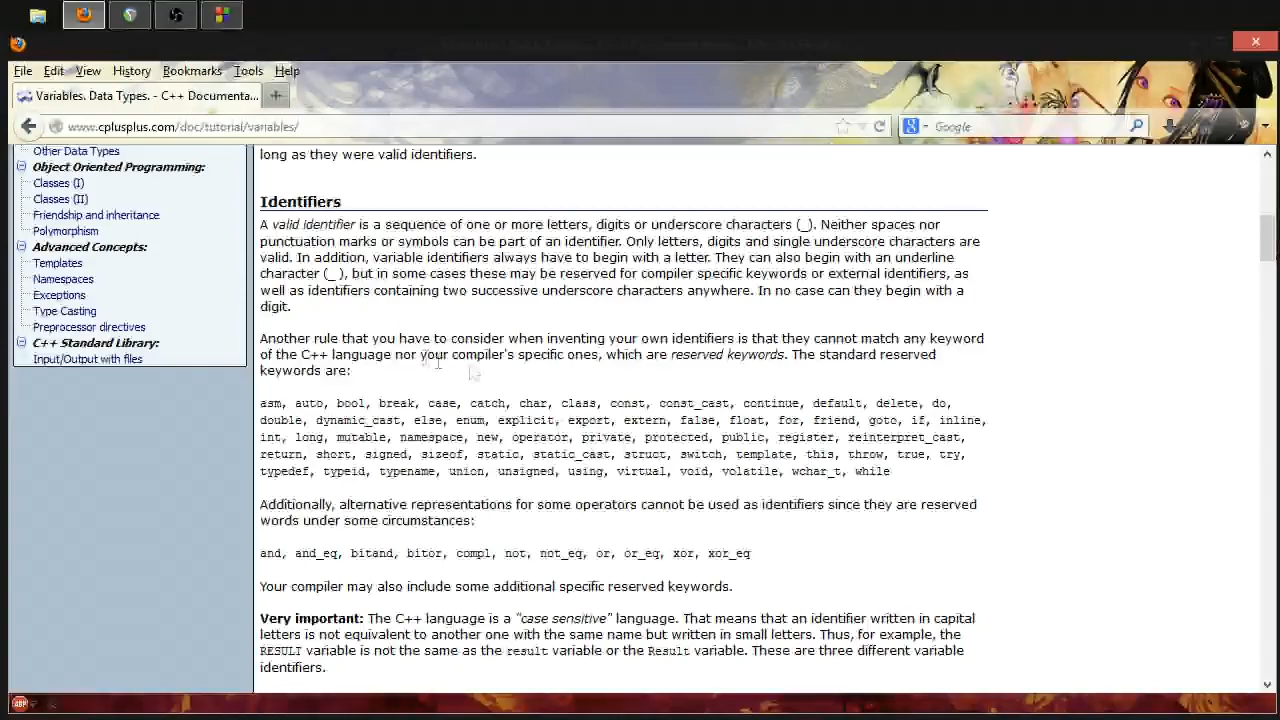 File Edit View History Bookmarks Tools Help
Variables. Data Types. - C++ Documenta...
www.cplusplus.com/doc/tutorial/variables/
Google
Other Data Types
Object Oriented Programming:
Classes (I)
Classes (II)
Friendship and inheritance
Polymorphism
Advanced Concepts:
Templates
Namespaces
Exceptions
Type Casting
Preprocessor directives
C++ Standard Library:
Input/Output with files
long as they were valid identifiers.
Identifiers
A valid identifier is a sequence of one or more letters, digits or underscore characters (_). Neither spaces nor
punctuation marks or symbols can be part of an identifier. Only letters, digits and single underscore characters are
valid. In addition, variable identifiers always have to begin with a letter. They can also begin with an underline
character (_ ), but in some cases these may be reserved for compiler specific keywords or external identifiers, as
well as identifiers containing two successive underscore characters anywhere. In no case can they begin with a
digit.
Another rule that you have to consider when inventing your own identifiers is that they cannot match any keyword
of the C++ language nor your compiler's specific ones, which are reserved keywords. The standard reserved
keywords are:
asm, auto, bool, break, case, catch, char, class, const, const_cast, continue, default, delete, do,
double, dynamic_cast, else, enum, explicit, export, extern, false, float, for, friend, goto, if, inline,
int, long, mutable, namespace, new, operator, private, protected, public, register, reinterpret_cast,
return, short, signed, sizeof, static, static_cast, struct, switch, template, this, throw, true, try,
typedef, typeid, typename, union, unsigned, using, virtual, void, volatile, wchar_t, while
Additionally, alternative representations for some operators cannot be used as identifiers since they are reserved
words under some circumstances:
and, and_eq, bitand, bitor, compl, not, not_eq, or, or_eq, xor, xor_eq
Your compiler may also include some additional specific reserved keywords.
Very important: The C++ language is a "case sensitive" language. That means that an identifier written in capital
letters is not equivalent to another one with the same name but written in small letters. Thus, for example, the
RESULT variable is not the same as the result variable or the Result variable. These are three different variable
identifiers.
ABP